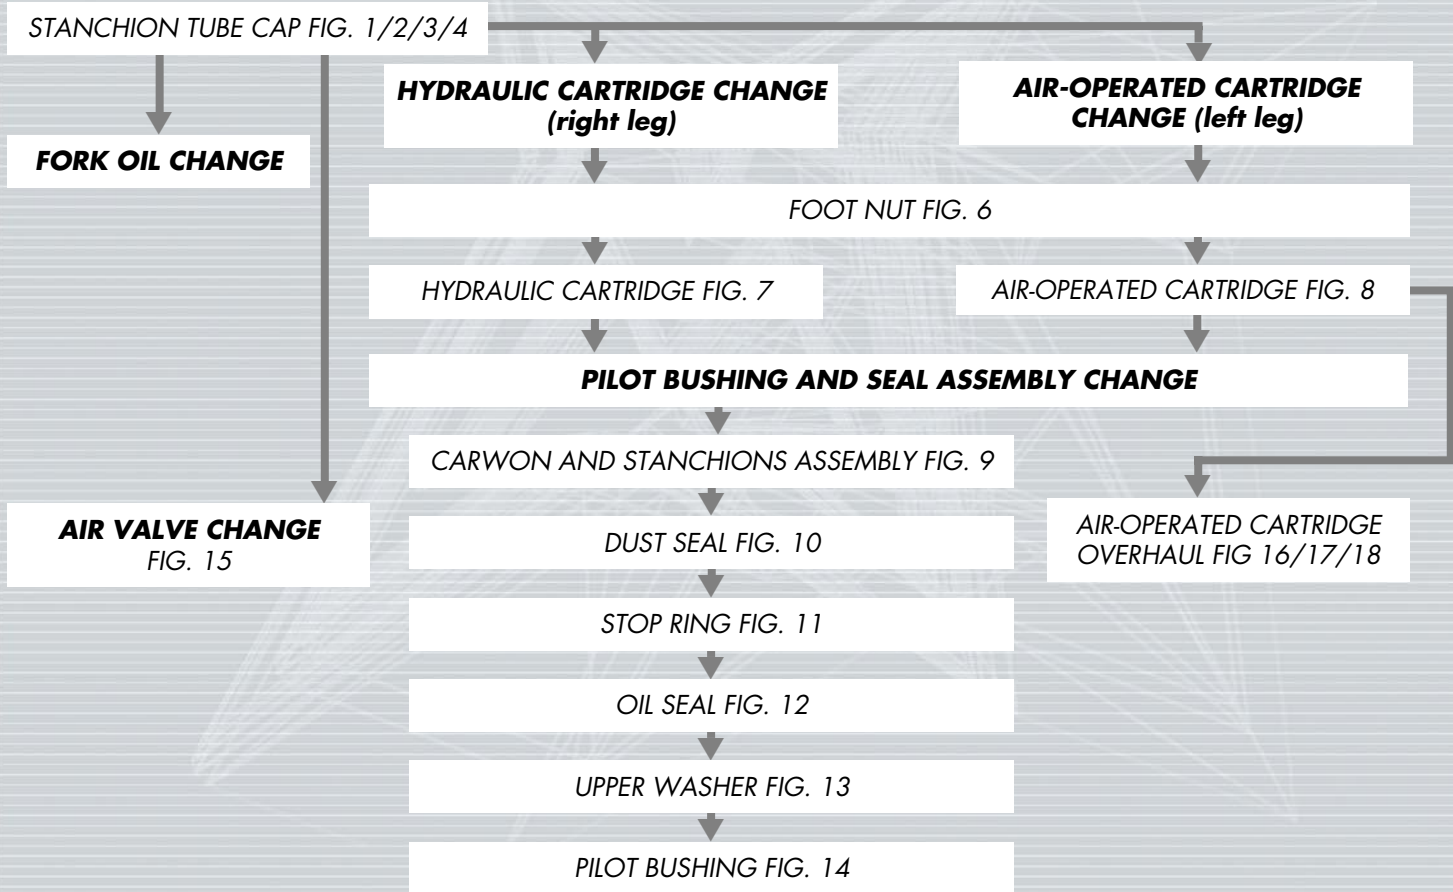 STANCHION TUBE CAP FIG. 1/2/3/4
HYDRAULIC CARTRIDGE CHANGE
(right leg)
AIR-OPERATED CARTRIDGE
CHANGE (left leg)
FORK OIL CHANGE
FOOT NUT FIG. 6
HYDRAULIC CARTRIDGE FIG. 7
AIR-OPERATED CARTRIDGE FIG. 8
PILOT BUSHING AND SEAL ASSEMBLY CHANGE
CARWON AND STANCHIONS ASSEMBLY FIG. 9
AIR VALVE CHANGE
FIG. 15
DUST SEAL FIG. 10
AIR-OPERATED CARTRIDGE
OVERHAUL FIG 16/17/18
STOP RING FIG. 11
OIL SEAL FIG. 12
UPPER WASHER FIG. 13
PILOT BUSHING FIG. 14